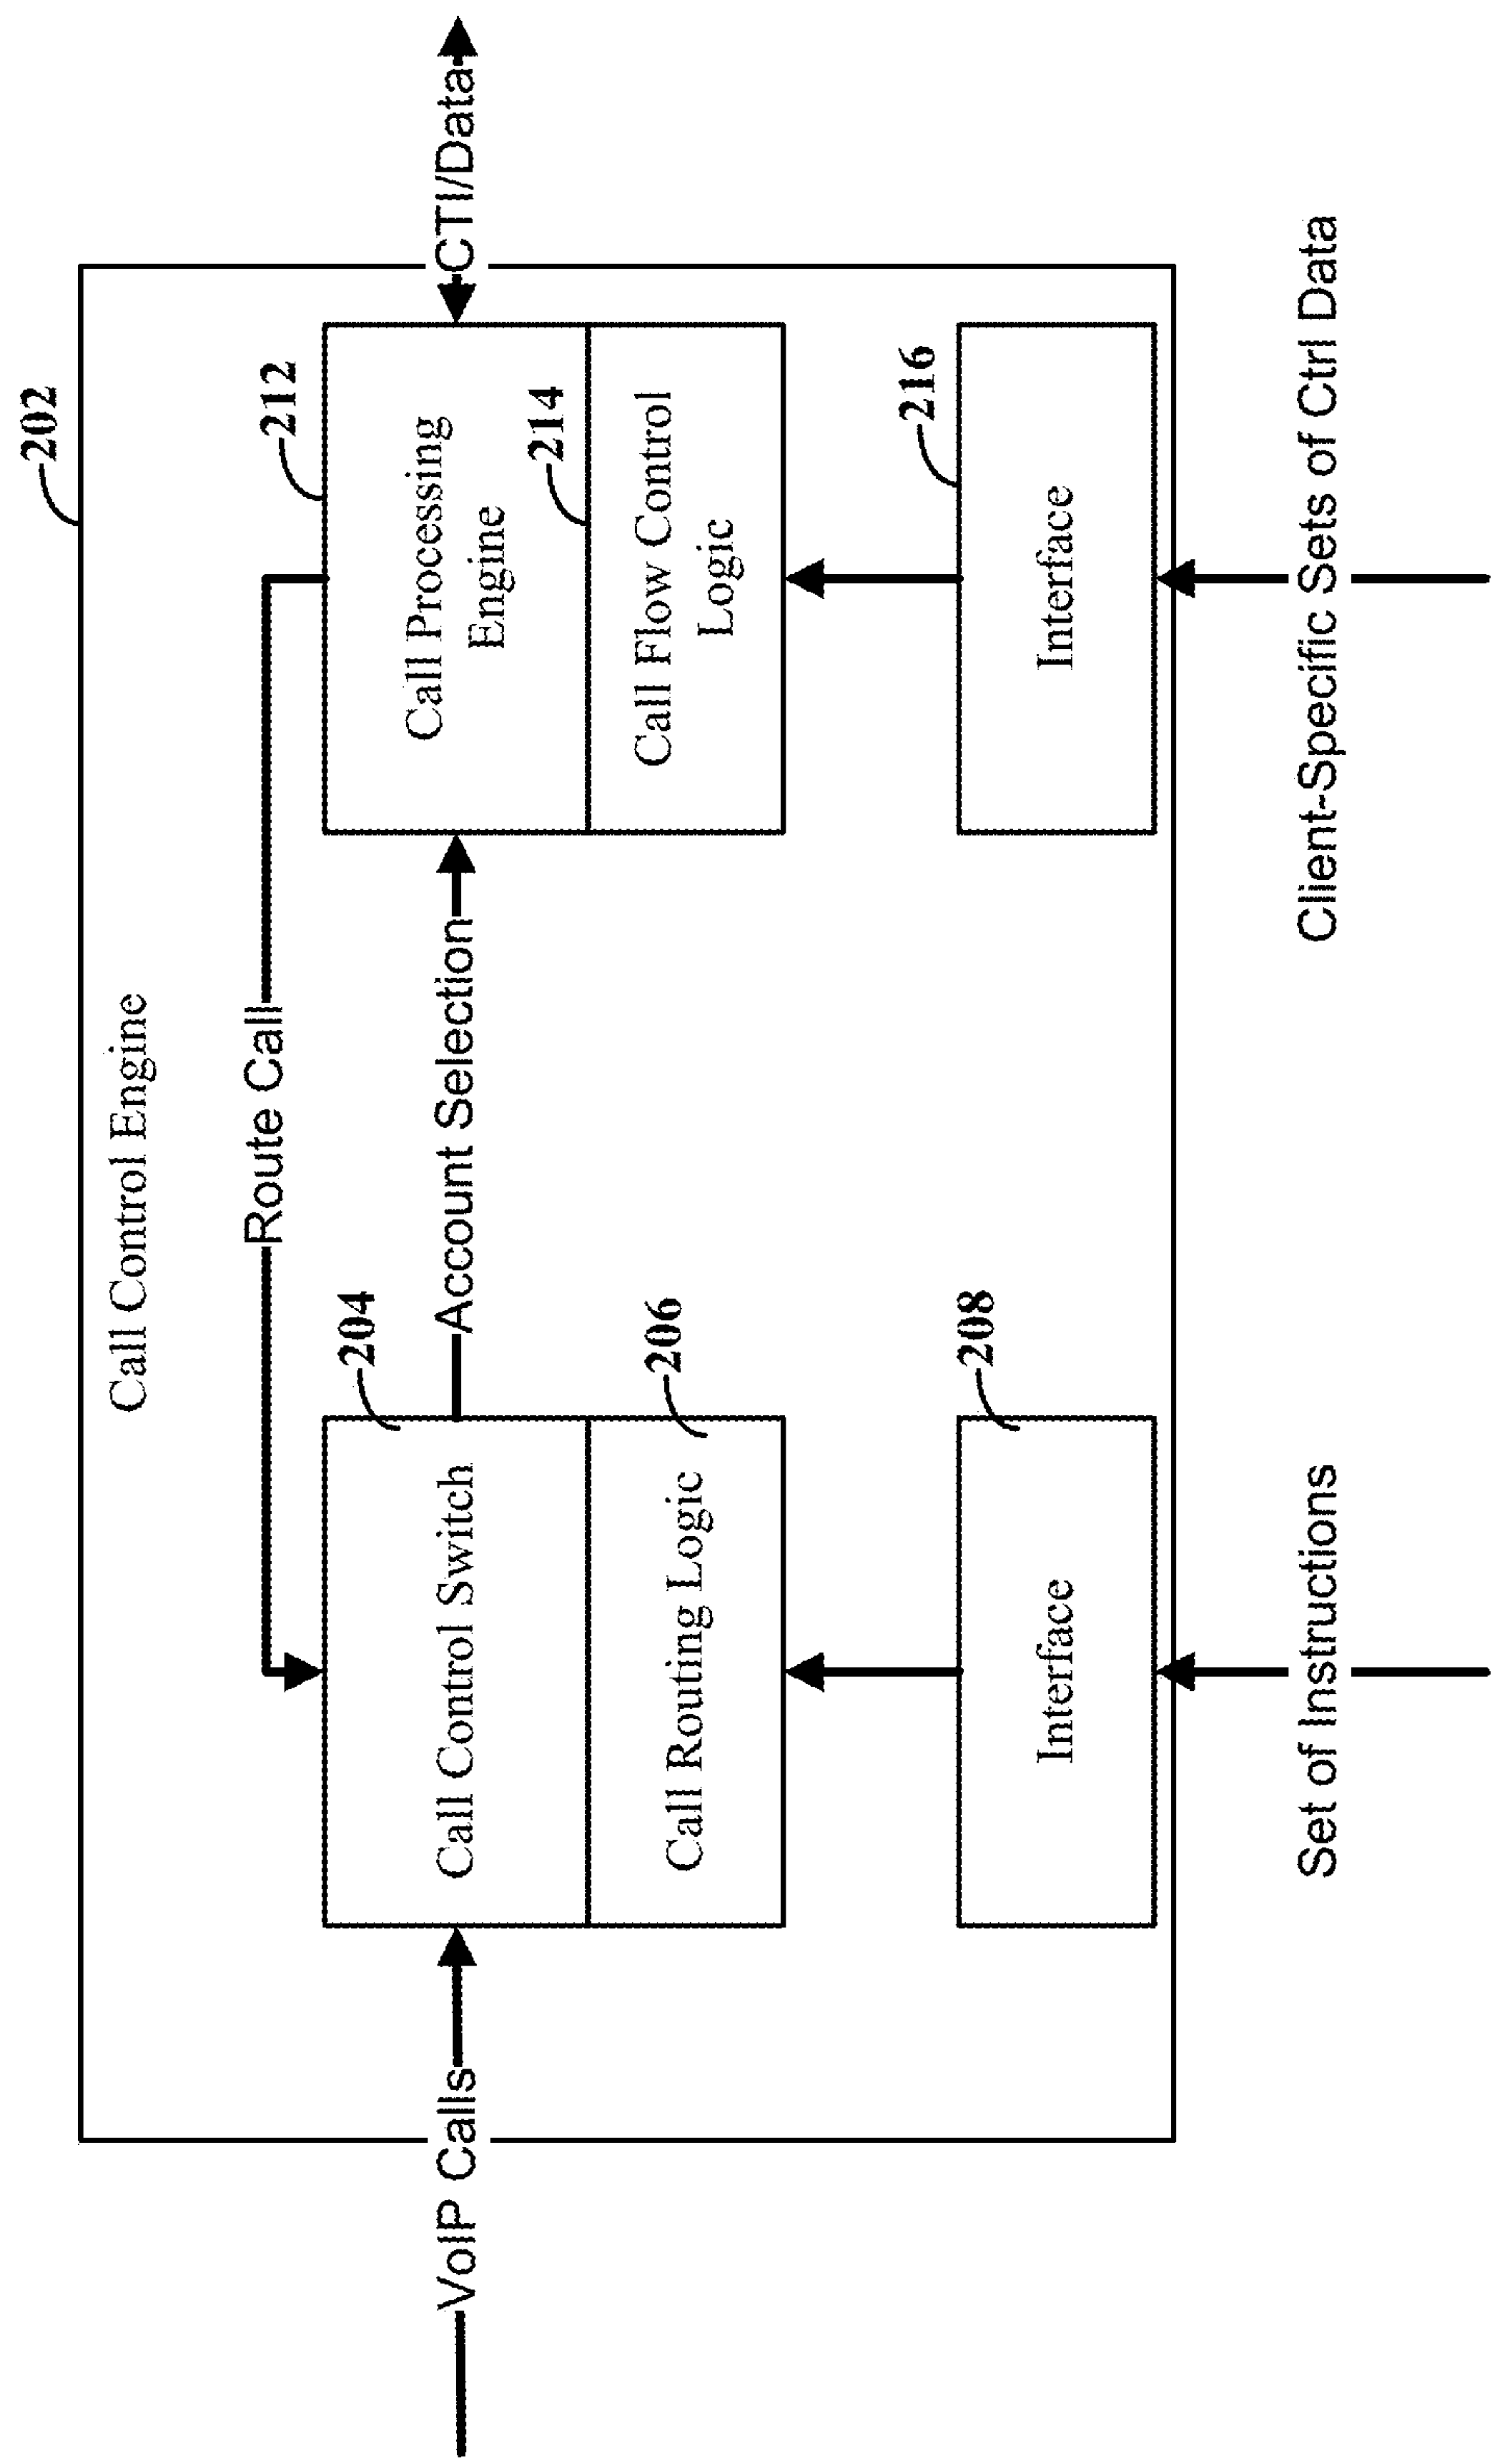 202
Call Control Engine
Route Call
212
204
VoIP Calls
Call Control Switch
Account Selection
Call Processing
Engine
CTI/Data
214
206
Call Routing Logic
Call Flow Control
Logic
208
216
Interface
Interface
Set of Instructions
Client-Specific Sets of Ctrl Data